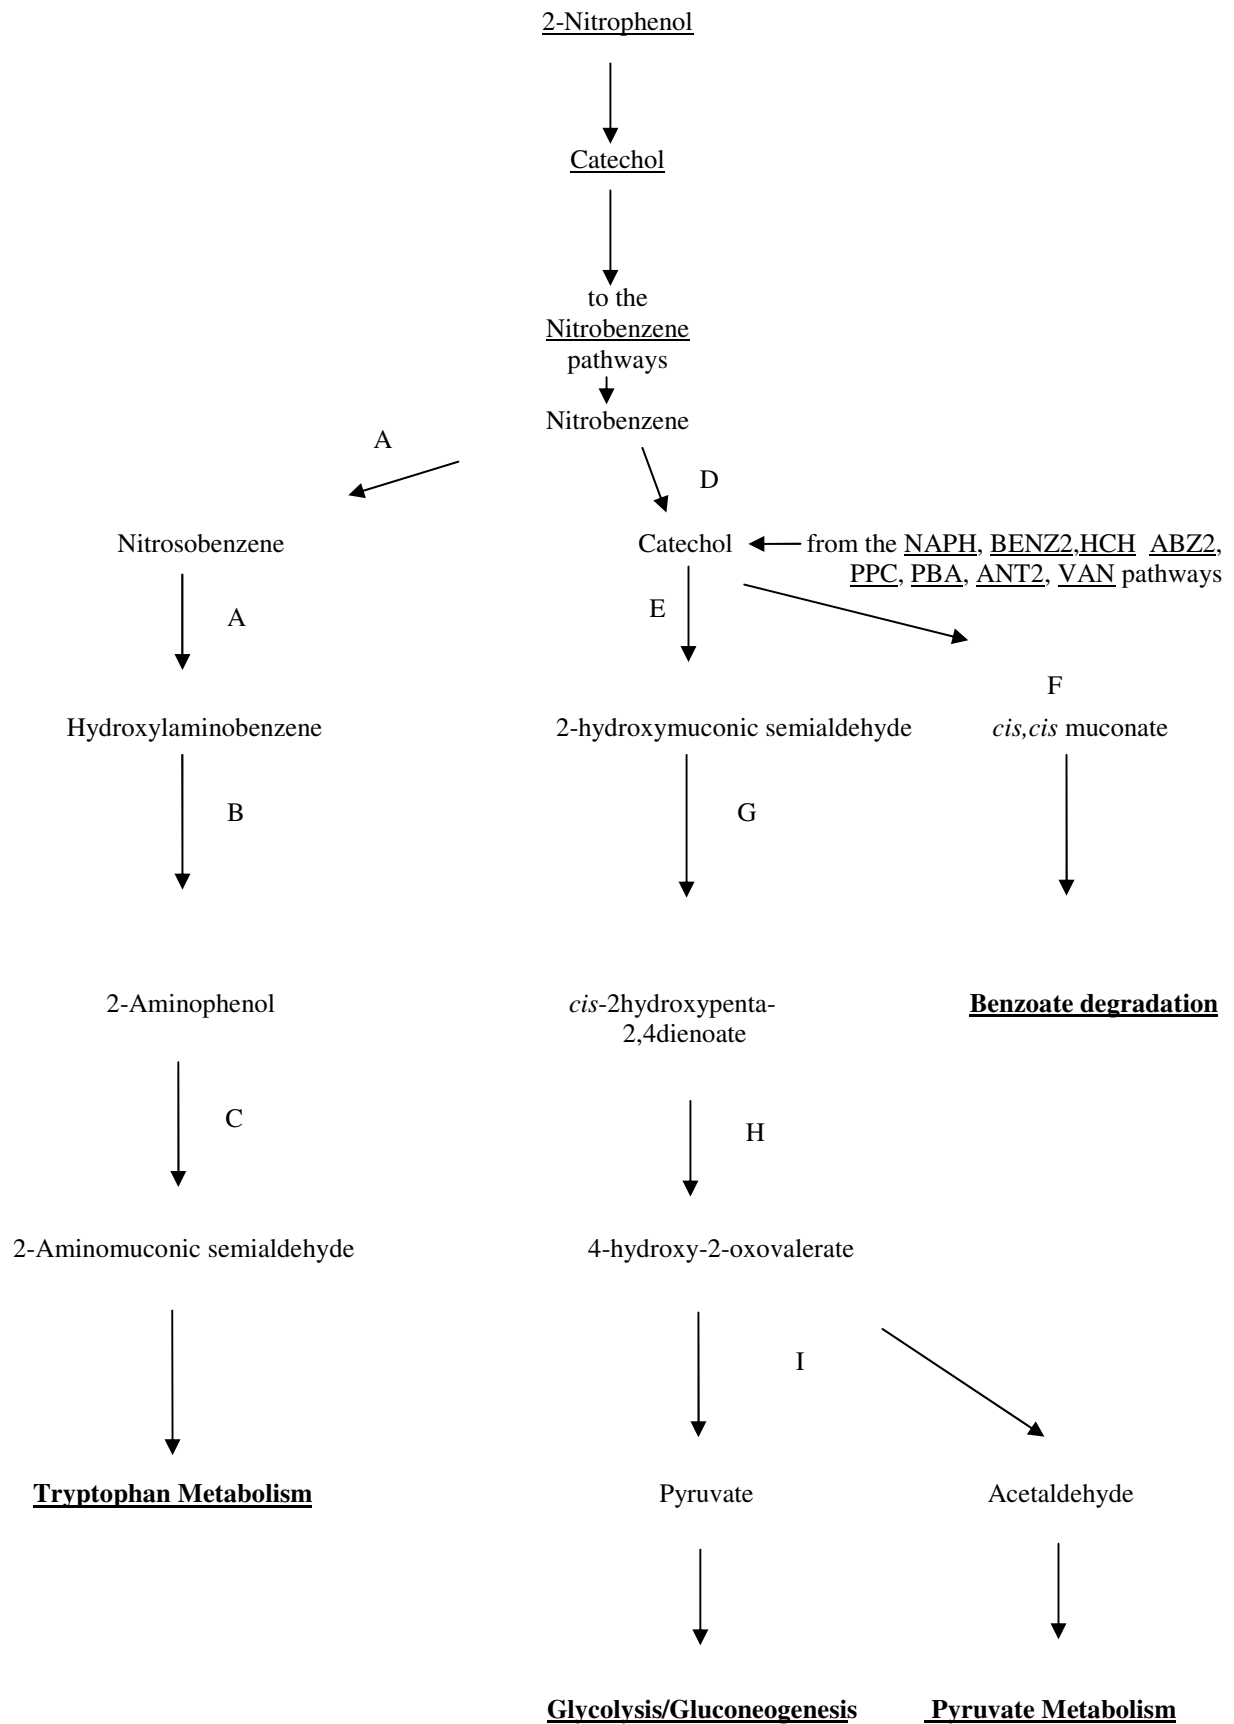 2-Nitrophenol
Catechol
to the
Nitrobenzene
pathways
Nitrobenzene
A
D
Nitrosobenzene
Catechol
from the NAPH, BENZ2,HCH ABZ2,
PPC, PBA, ANT2, VAN pathways
A
E
F
Hydroxylaminobenzene
2-hydroxymuconic semialdehyde
cis,cis muconate
B
G
2-Aminophenol
cis-2hydroxypenta-
2,4dienoate
Benzoate degradation
C
H
2-Aminomuconic semialdehyde
4-hydroxy-2-oxovalerate
I
Tryptophan Metabolism
Pyruvate
Acetaldehyde
Glycolysis/Gluconeogenesis
Pyruvate Metabolism